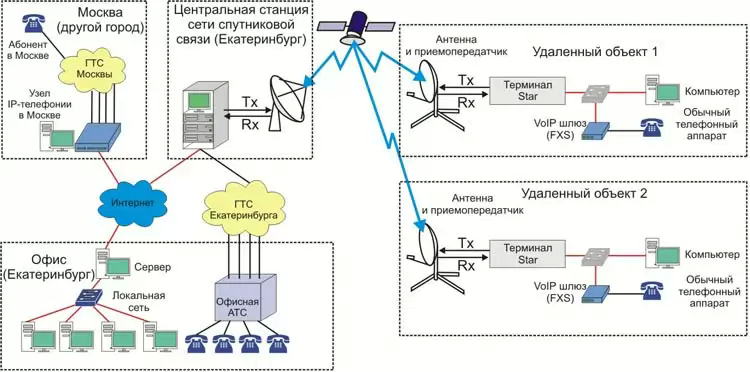 Москва
(другой город)
Абонент
в Москве
ГТС
Москвы
Узел
IP-телефонии
в Москве
Центральная станция
сети спутниковой
связи (Екатеринбург)
Tx
Rx
Интернет
ГТС
Екатеринбурга
Офис
(Екатеринбург)
Сервер
Локальная
сеть
Офисная
АТС
Удаленный объект 1
Антенна
и приемопередатчик
Tx
Rx
Терминал
Star
Компьютер
VoIP шлюз
(FXS)
Обычный
телефонный
аппарат
Удаленный объект 2
Антенна
и приемопередатчик
Tx
Rx
Терминал
Star
Компьютер
VoIP шлюз
(FXS)
Обычный
телефонный
аппарат